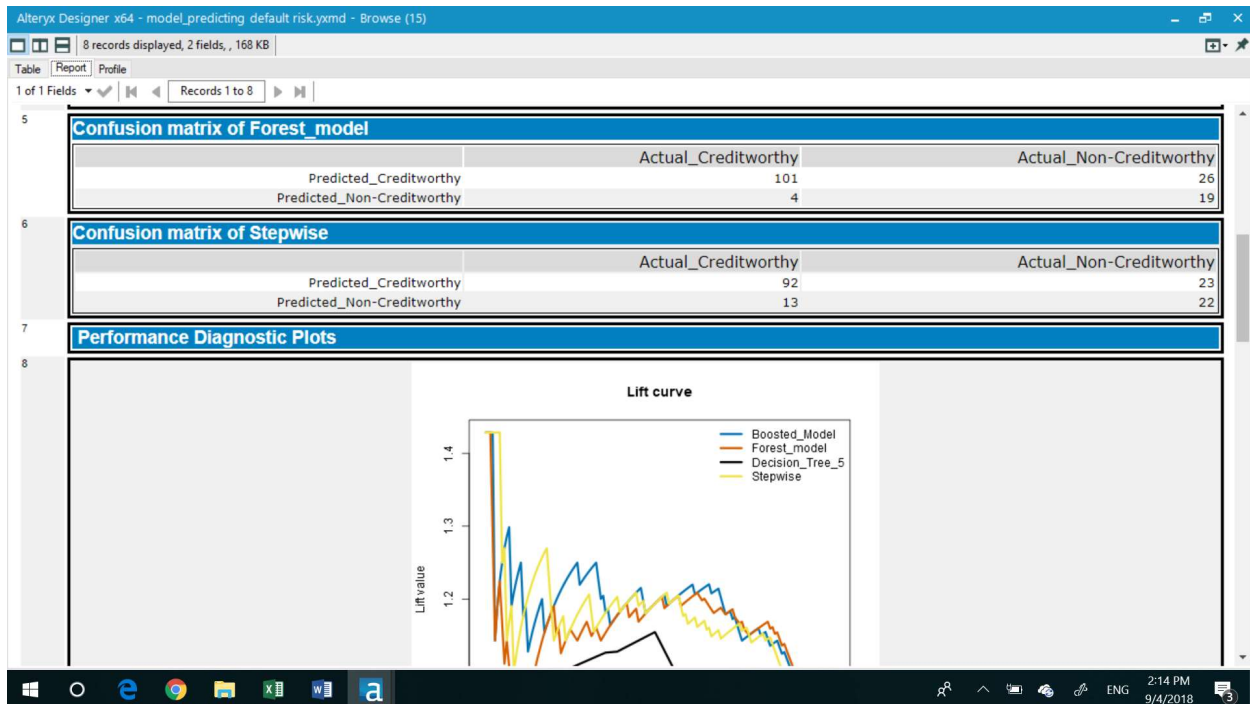 Alteryx Designer x64 - model_predicting default risk.yxmd - Browse (15)
8 records displayed, 2 fields, , 168 KB
Table Report Profile
1 of 1 Fields Records 1 to 8
5
Confusion matrix of Forest_model
Actual_Creditworthy Actual_Non-Creditworthy
Predicted_Creditworthy 101 26
Predicted_Non-Creditworthy 4 19
6
Confusion matrix of Stepwise
Actual_Creditworthy Actual_Non-Creditworthy
Predicted_Creditworthy 92 23
Predicted_Non-Creditworthy 13 22
7
Performance Diagnostic Plots
8
Lift curve
Boosted_Model
Forest_model
Decision_Tree_5
Stepwise
1.4
1.3
1.2
Lift value
ENG
2:14 PM
9/4/2018
3